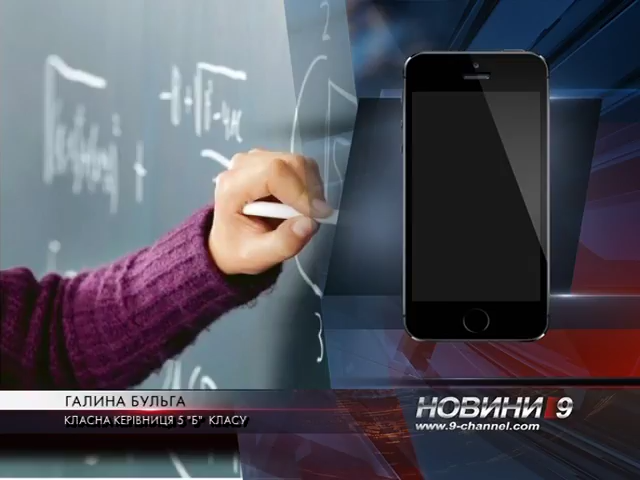 ГАЛИНА БУЛЬГА
КЛАСНА КЕРІВНИЦЯ 5 "Б" КЛАСУ
НОВИНИ 9
www.9-channel.com